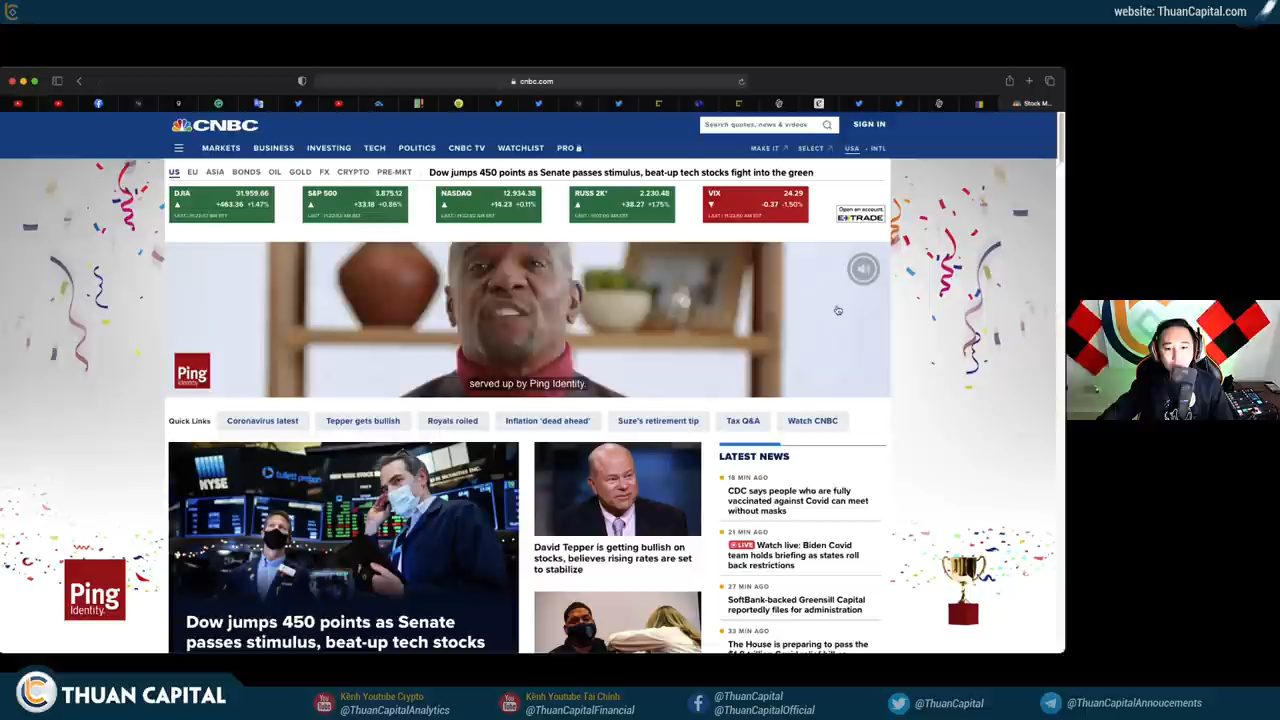 website: ThuanCapital.com
cnbc.com
Stock M...
CNBC
Search quotes, news & videos
SIGN IN
MARKETS BUSINESS INVESTING TECH POLITICS CNBC TV WATCHLIST PRO
MAKE IT SELECT USA • INTL
US EU ASIA BONDS OIL GOLD FX CRYPTO PRE-MKT
Dow jumps 450 points as Senate passes stimulus, beat-up tech stocks fight into the green
DJIA 31,959.66
+463.36 +1.47%
S&P 500 3,875.12
+33.18 +0.86%
NASDAQ 12,934.38
+14.23 +0.11%
RUSS 2K* 2,230.48
+38.27 +1.75%
VIX 24.29
-0.37 -1.50%
Open an account.
E*TRADE
Ping
Identity.
served up by Ping Identity.
Quick Links
Coronavirus latest
Tepper gets bullish
Royals roiled
Inflation 'dead ahead'
Suze's retirement tip
Tax Q&A
Watch CNBC
NYSE
Dow jumps 450 points as Senate
passes stimulus, beat-up tech stocks
David Tepper is getting bullish on
stocks, believes rising rates are set
to stabilize
LATEST NEWS
18 MIN AGO
CDC says people who are fully
vaccinated against Covid can meet
without masks
21 MIN AGO
LIVE Watch live: Biden Covid
team holds briefing as states roll
back restrictions
27 MIN AGO
SoftBank-backed Greensill Capital
reportedly files for administration
33 MIN AGO
The House is preparing to pass the
Ping
Identity.
THUAN CAPITAL
Kênh Youtube Crypto
@ThuanCapitalAnalytics
Kênh Youtube Tài Chính
@ThuanCapitalFinancial
@ThuanCapital
@ThuanCapitalOfficial
@ThuanCapital
@ThuanCapitalAnnoucements